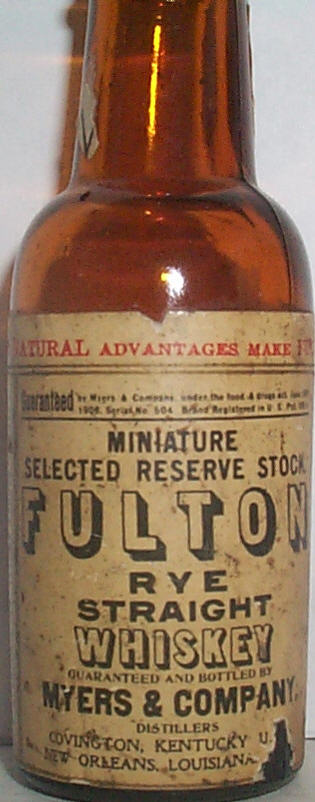 NATURAL ADVANTAGES MAKE
Guaranteed by Myers & Company, under the food & drugs act, June
1906. Serial No. 504 Brand Registered in U. S. Pat.
MINIATURE
SELECTED RESERVE STOCK
FULTON
RYE
STRAIGHT
WHISKEY
GUARANTEED AND BOTTLED BY
MYERS & COMPANY.
DISTILLERS
COVINGTON, KENTUCKY U.
NEW ORLEANS, LOUISIANA